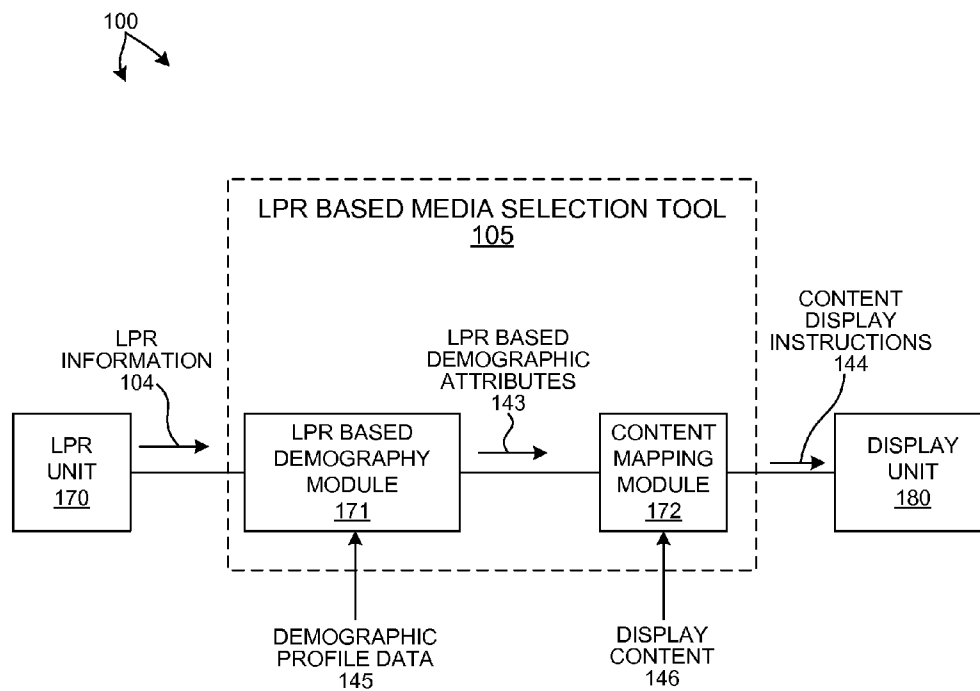 100
LPR BASED MEDIA SELECTION TOOL
105
LPR
INFORMATION
104
LPR BASED
DEMOGRAPHIC
ATTRIBUTES
143
CONTENT
DISPLAY
INSTRUCTIONS
144
LPR
UNIT
170
LPR BASED
DEMOGRAPHY
MODULE
171
CONTENT
MAPPING
MODULE
172
DISPLAY
UNIT
180
DEMOGRAPHIC
PROFILE DATA
145
DISPLAY
CONTENT
146